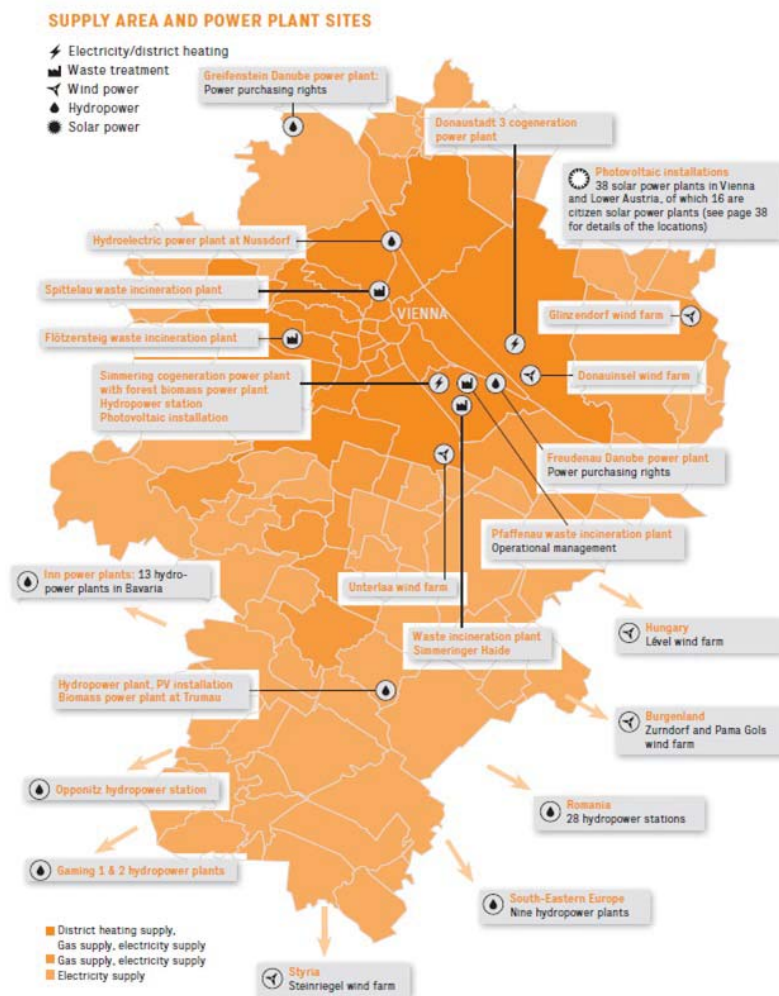 SUPPLY AREA AND POWER PLANT SITES
Electricity/district heating
Waste treatment
Wind power
Hydropower
Solar power
Greifenstein Danube power plant:
Power purchasing rights
Donaustadt 3 cogeneration
power plant
Photovoltaic installations
38 solar power plants in Vienna
and Lower Austria, of which 16 are
citizen solar power plants (see page 38
for details of the locations)
Hydroelectric power plant at Nussdorf
Spittelau waste incineration plant
VIENNA
Glinzendorf wind farm
Flötzersteig waste incineration plant
Simmering cogeneration power plant
with forest biomass power plant
Hydropower station
Photovoltaic installation
Donauinsel wind farm
Freudenau Danube power plant
Power purchasing rights
Pfaffenau waste incineration plant
Operational management
Inn power plants: 13 hydro-
power plants in Bavaria
Unterlaa wind farm
Waste incineration plant
Simmeringer Haide
Hungary
Lével wind farm
Hydropower plant, PV installation
Biomass power plant at Trumau
Burgenland
Zurndorf and Pama Gols
wind farm
Opponitz hydropower station
Romania
28 hydropower stations
Gaming 1 & 2 hydropower plants
South-Eastern Europe
Nine hydropower plants
District heating supply,
Gas supply, electricity supply
Gas supply, electricity supply
Electricity supply
Styria
Steinriegel wind farm